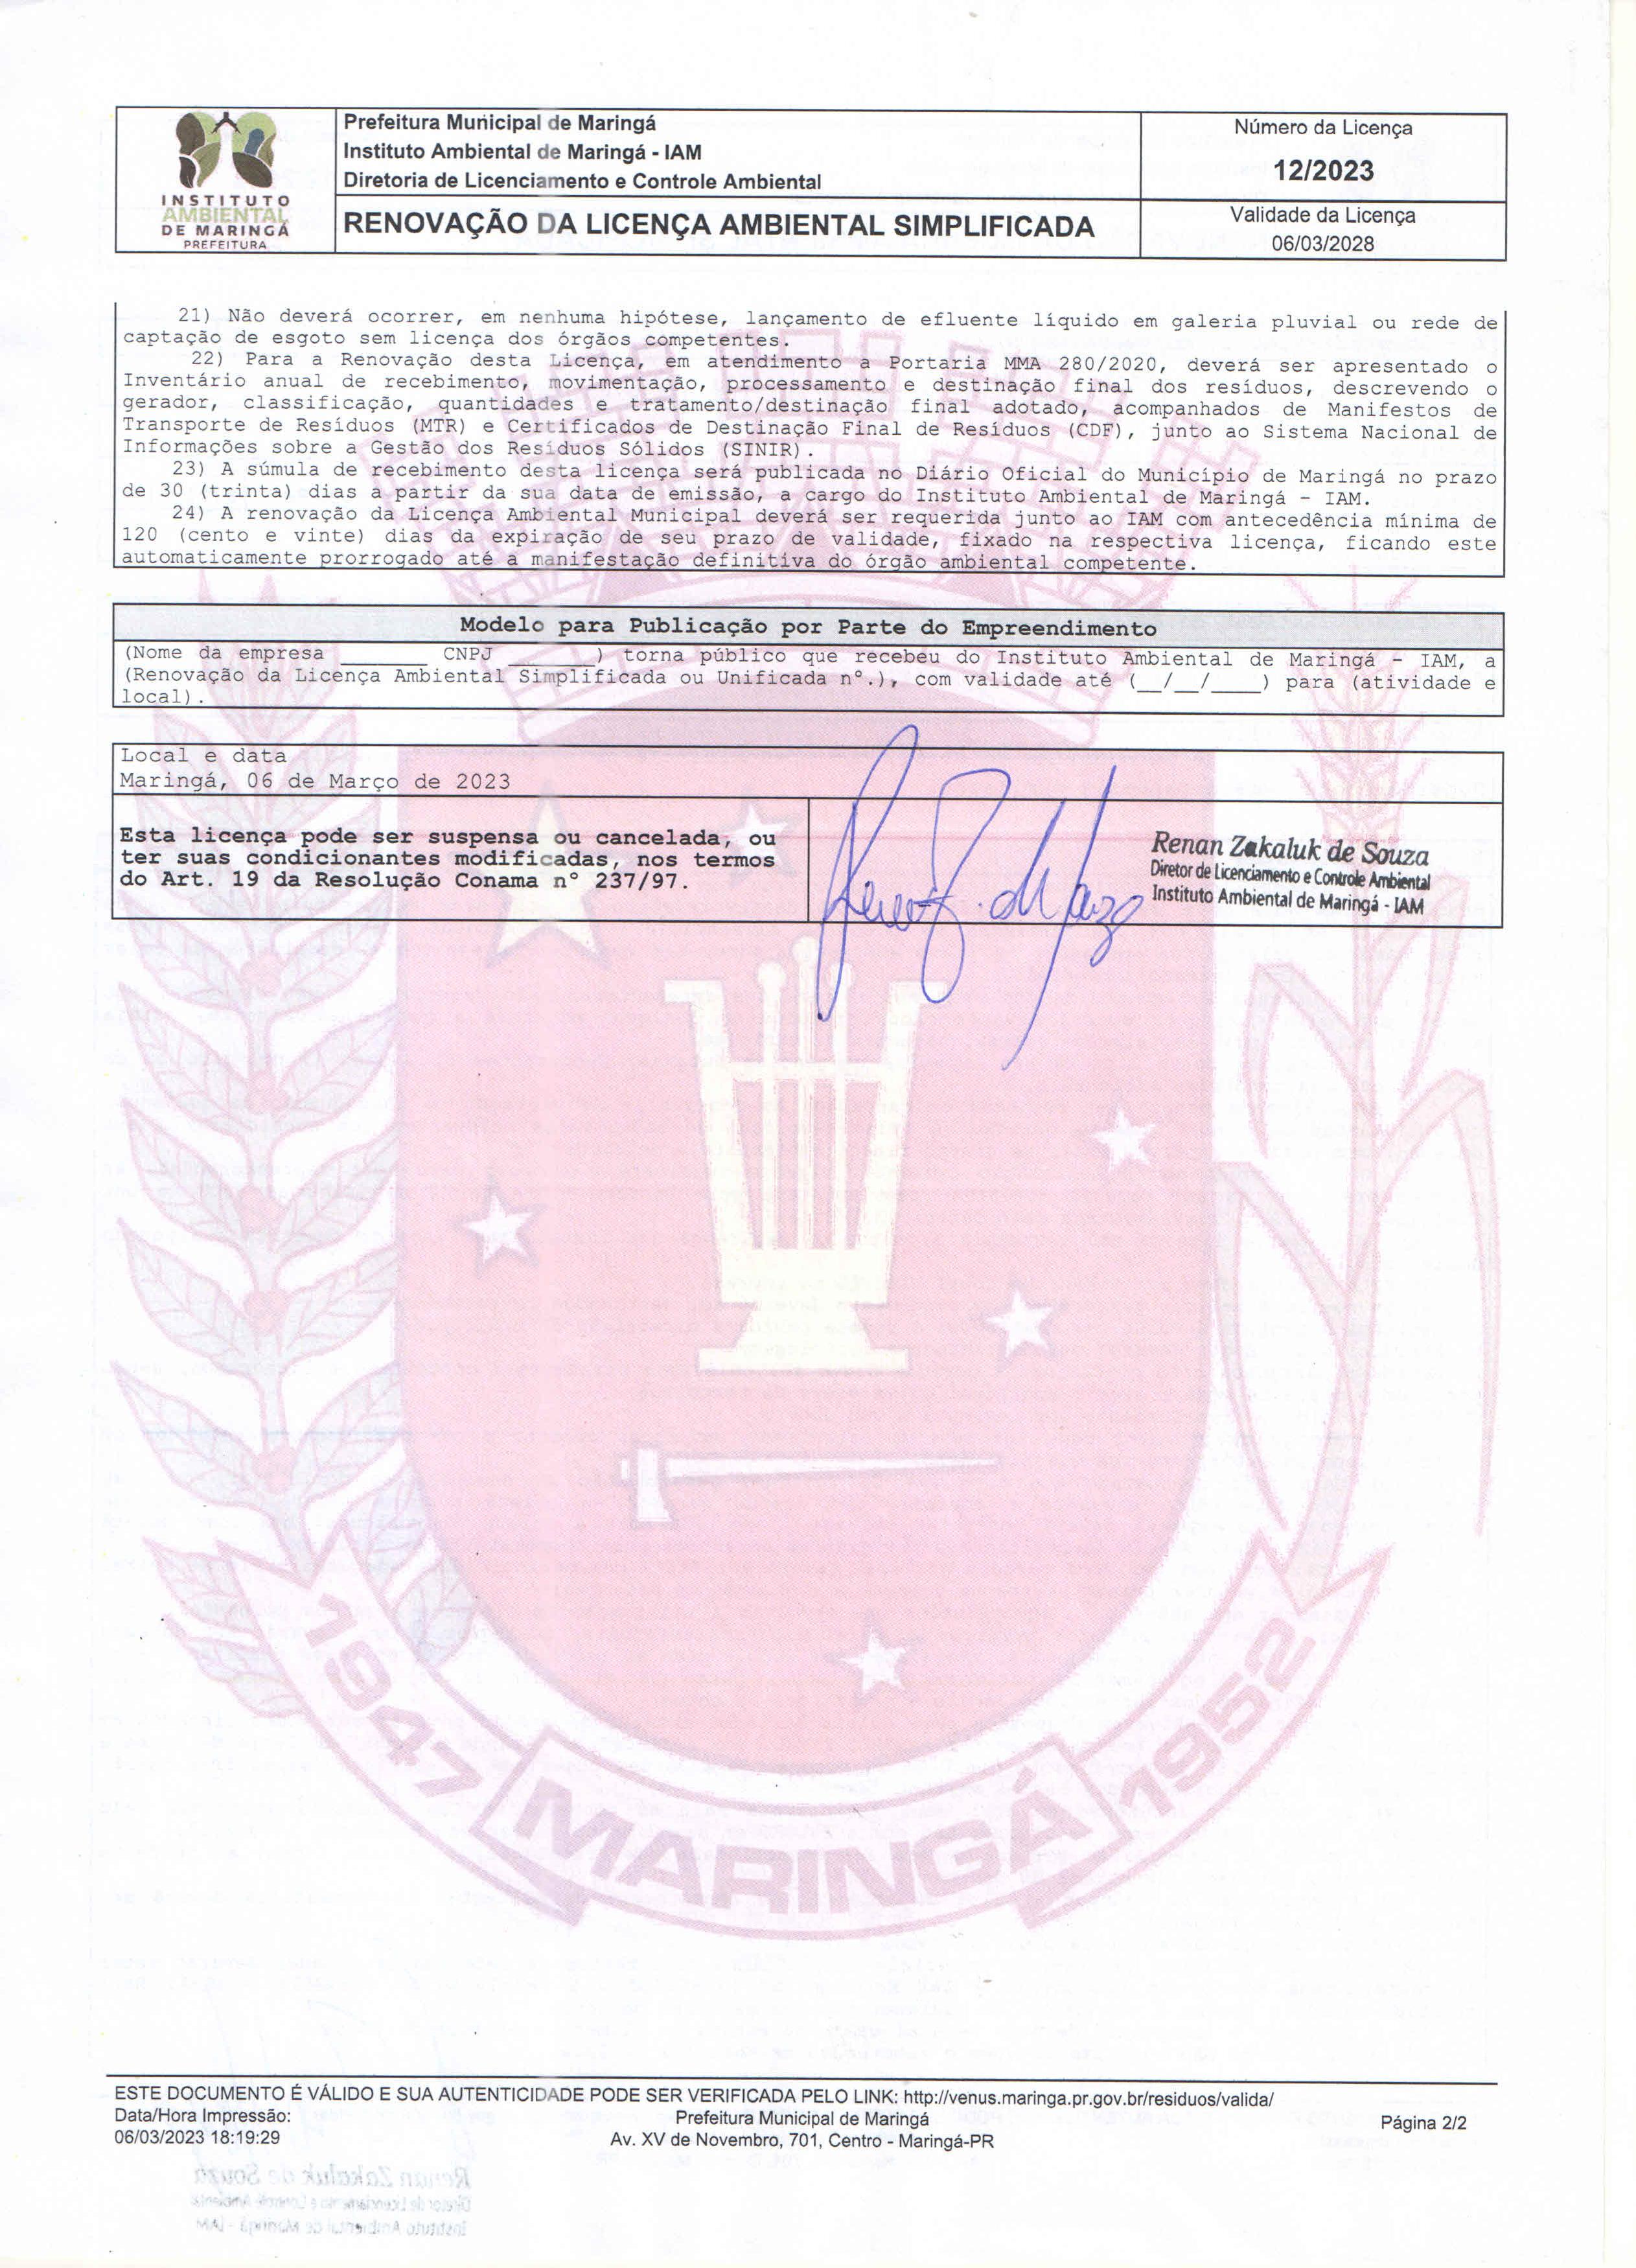 INSTITUTO
AMBIENTAL
DE MARINGÁ
PREFEITURA
Prefeitura Municipal de Maringá
Instituto Ambiental de Maringá - IAM
Diretoria de Licenciamento e Controle Ambiental
RENOVAÇÃO DA LICENÇA AMBIENTAL SIMPLIFICADA
Número da Licença
12/2023
Validade da Licença
06/03/2028
21) Não deverá ocorrer, em nenhuma hipótese, lançamento de efluente líquido em galeria pluvial ou rede de
captação de esgoto sem licença dos órgãos competentes.
22) Para a Renovação desta Licença, em atendimento a Portaria MMA 280/2020, deverá ser apresentado o
Inventário anual de recebimento, movimentação, processamento e destinação final dos resíduos, descrevendo o
gerador, classificação, quantidades e tratamento/destinação final adotado, acompanhados de Manifestos de
Transporte de Resíduos (MTR) e Certificados de Destinação Final de Resíduos (CDF), junto ao Sistema Nacional de
Informações sobre a Gestão dos Resíduos Sólidos (SINIR).
23) A súmula de recebimento desta licença será publicada no Diário Oficial do Município de Maringá no prazo
de 30 (trinta) dias a partir da sua data de emissão, a cargo do Instituto Ambiental de Maringá - IAM.
24) A renovação da Licença Ambiental Municipal deverá ser requerida junto ao IAM com antecedência mínima de
120 (cento e vinte) dias da expiração de seu prazo de validade, fixado na respectiva licença, ficando este
automaticamente prorrogado até a manifestação definitiva do órgão ambiental competente.
Modelo para Publicação por Parte do Empreendimento
(Nome da empresa _______ CNPJ _______) torna público que recebeu do Instituto Ambiental de Maringá - IAM, a
(Renovação da Licença Ambiental Simplificada ou Unificada nº.), com validade até (__/__/____) para (atividade e
local).
Local e data
Maringá, 06 de Março de 2023
Esta licença pode ser suspensa ou cancelada, ou
ter suas condicionantes modificadas, nos termos
do Art. 19 da Resolução Conama nº 237/97.
Renan Zakaluk de Souza
Diretor de Licenciamento e Controle Ambiental
Instituto Ambiental de Maringá - IAM
1947
MARINGÁ
1952
ESTE DOCUMENTO É VÁLIDO E SUA AUTENTICIDADE PODE SER VERIFICADA PELO LINK: http://venus.maringa.pr.gov.br/residuos/valida/
Data/Hora Impressão:
06/03/2023 18:19:29
Prefeitura Municipal de Maringá
Av. XV de Novembro, 701, Centro - Maringá-PR
Página 2/2